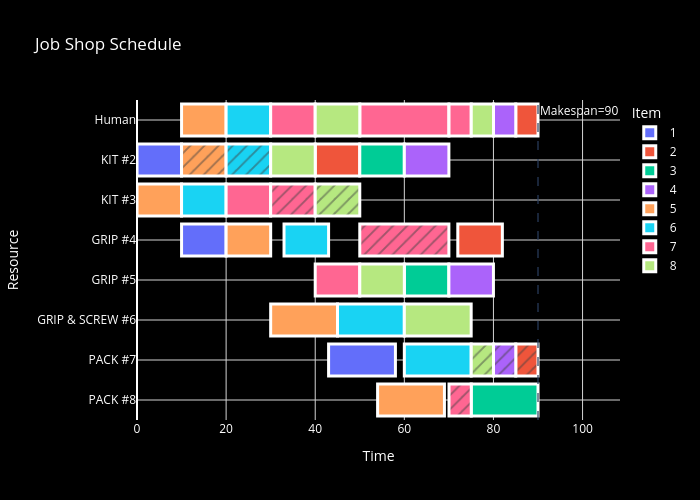 Job Shop Schedule
Makespan=90
Item
1
2
3
4
5
6
7
8
Resource
Human
KIT #2
KIT #3
GRIP #4
GRIP #5
GRIP & SCREW #6
PACK #7
PACK #8
0 20 40 60 80 100
Time